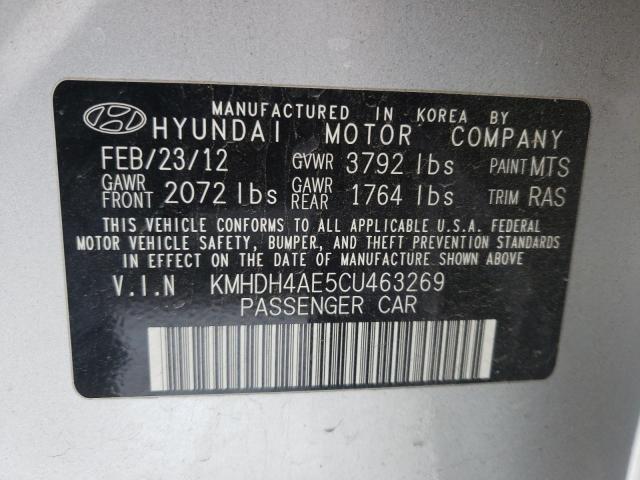 MANUFACTURED IN KOREA BY
HYUNDAI MOTOR COMPANY
FEB/23/12 GVWR 3792 lbs PAINT MTS
GAWR FRONT 2072 lbs GAWR REAR 1764 lbs TRIM RAS
THIS VEHICLE CONFORMS TO ALL APPLICABLE U.S.A. FEDERAL
MOTOR VEHICLE SAFETY, BUMPER, AND THEFT PREVENTION STANDARDS
IN EFFECT ON THE DATE OF MANUFACTURE SHOWN ABOVE.
V.I.N KMHDH4AE5CU463269
PASSENGER CAR